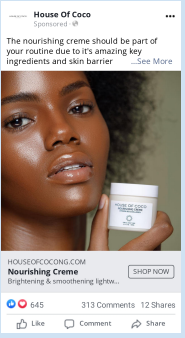 House Of Coco
Sponsored ·
The nourishing creme should be part of
your routine due to it's amazing key
ingredients and skin barrier ...See More
HOUSE OF COCO
HOUSEOFCOCONG.COM
Nourishing Creme
Brightening & smoothening lightw...
SHOP NOW
645
313 Comments 12 Shares
Like Comment Share